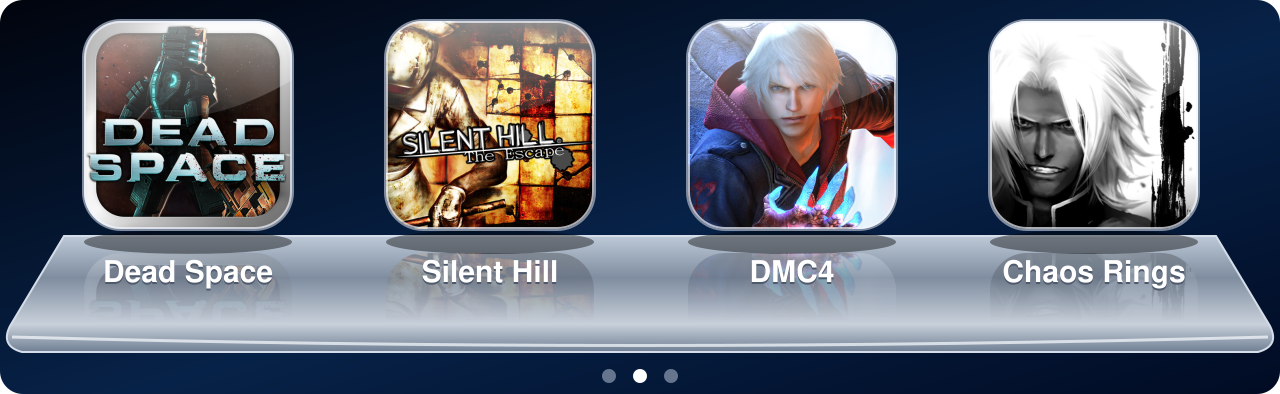 DEAD
SPACE
SILENT HILL.
The Escape
Dead Space
Silent Hill
DMC4
Chaos Rings